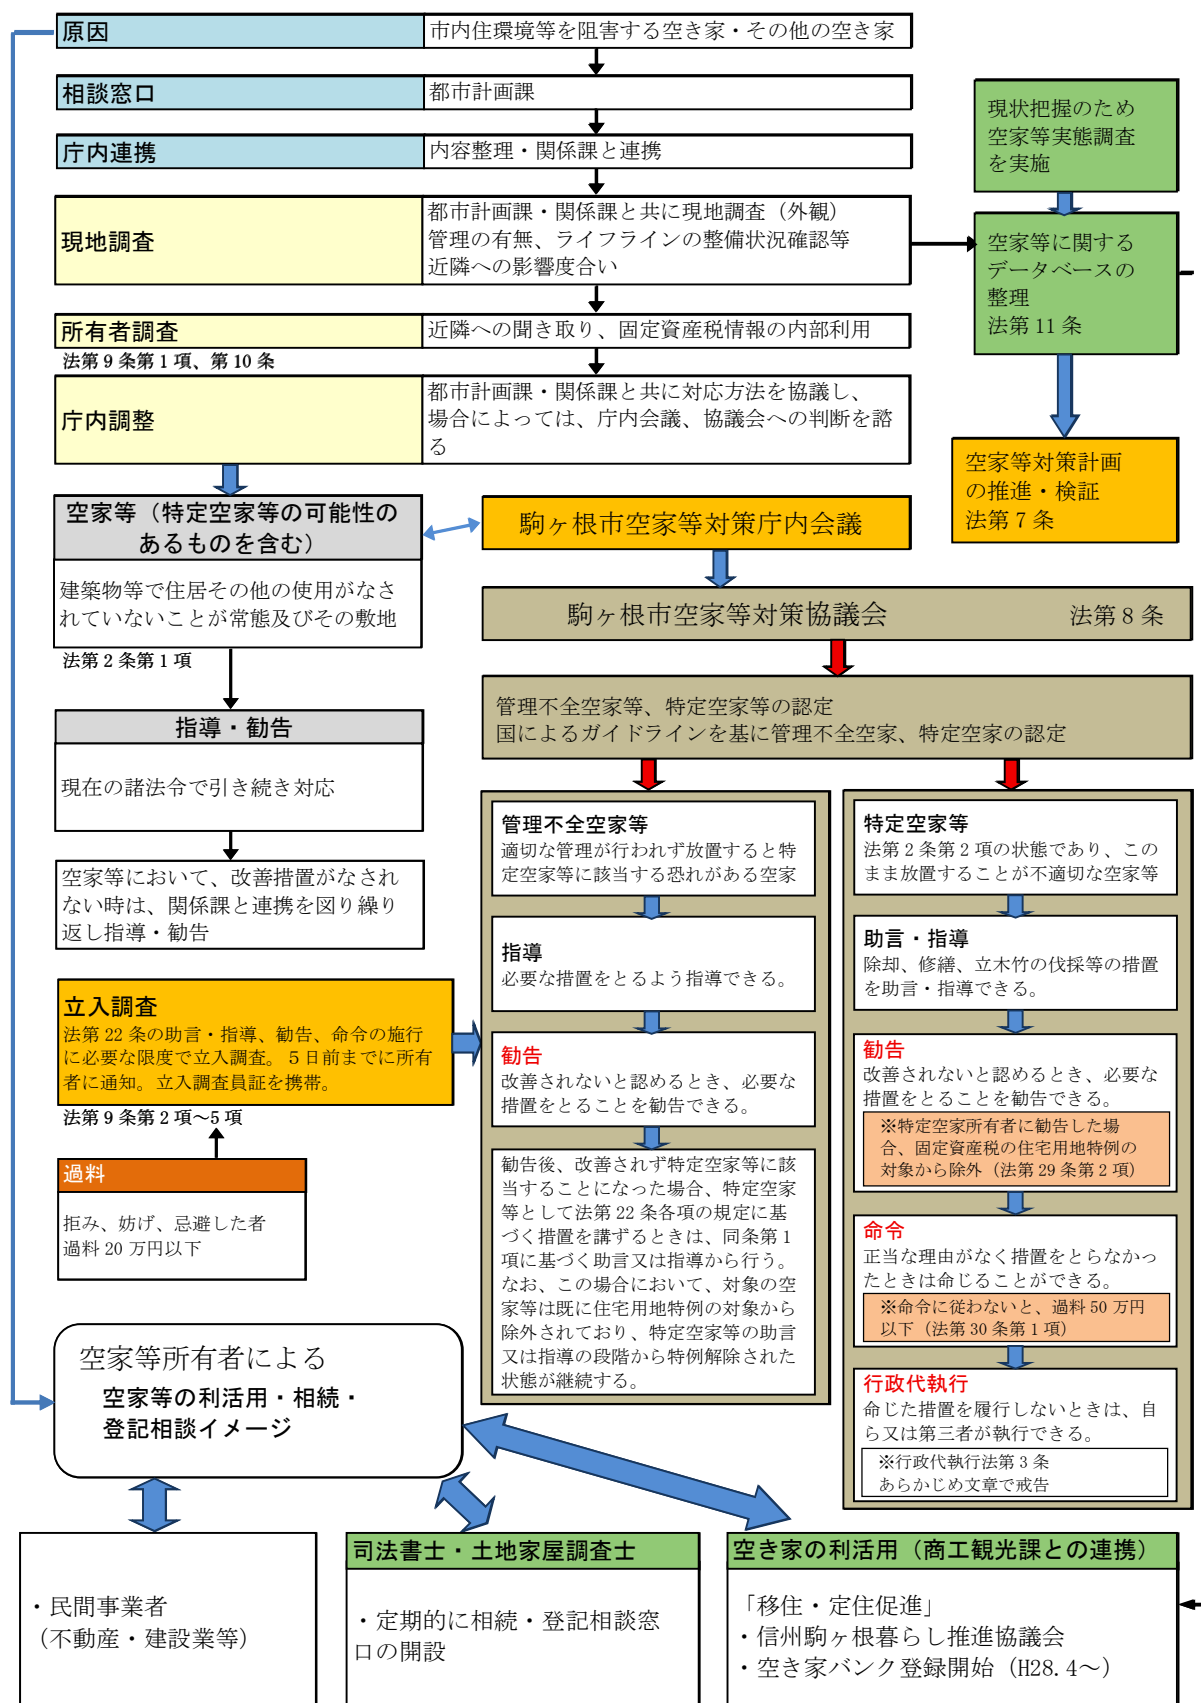 原因
市内住環境等を阻害する空き家・その他の空き家
相談窓口
都市計画課
庁内連携
内容整理・関係課と連携
現地調査
都市計画課・関係課と共に現地調査（外観）
管理の有無、ライフラインの整備状況確認等
近隣への影響度合い
所有者調査
近隣への聞き取り、固定資産税情報の内部利用
法第９条第１項、第10条
庁内調整
都市計画課・関係課と共に対応方法を協議し、
場合によっては、庁内会議、協議会への判断を諮
る
現状把握のため
空家等実態調査
を実施
空家等に関する
データベースの
整理
法第11条
空家等対策計画
の推進・検証
法第７条
空家等（特定空家等の可能性の
あるものを含む）
建築物等で住居その他の使用がなさ
れていないことが常態及びその敷地
法第２条第１項
指導・勧告
現在の諸法令で引き続き対応
空家等において、改善措置がなされ
ない時は、関係課と連携を図り繰り
返し指導・勧告
駒ヶ根市空家等対策庁内会議
駒ヶ根市空家等対策協議会　法第８条
管理不全空家等、特定空家等の認定
国によるガイドラインを基に管理不全空家、特定空家の認定
管理不全空家等
適切な管理が行われず放置すると特
定空家等に該当する恐れがある空家
指導
必要な措置をとるよう指導できる。
勧告
改善されないと認めるとき、必要な
措置をとることを勧告できる。
勧告後、改善されず特定空家等に該
当することになった場合、特定空家
等として法第22条各項の規定に基
づく措置を講ずるときは、同条第１
項に基づく助言又は指導から行う。
なお、この場合において、対象の空
家等は既に住宅用地特例の対象から
除外されており、特定空家等の助言
又は指導の段階から特例解除された
状態が継続する。
特定空家等
法第２条第２項の状態であり、この
まま放置することが不適切な空家等
助言・指導
除却、修繕、立木竹の伐採等の措置
を助言・指導できる。
勧告
改善されないと認めるとき、必要な
措置をとることを勧告できる。
※特定空家所有者に勧告した場
合、固定資産税の住宅用地特例の
対象から除外（法第29条第２項）
命令
正当な理由がなく措置をとらなかっ
たときは命じることができる。
※命令に従わないと、過料50万円
以下（法第30条第１項）
行政代執行
命じた措置を履行しないときは、自
ら又は第三者が執行できる。
※行政代執行法第３条
あらかじめ文章で戒告
立入調査
法第22条の助言・指導、勧告、命令の施行
に必要な限度で立入調査。５日前までに所有
者に通知。立入調査員証を携帯。
法第９条第２項～５項
過料
拒み、妨げ、忌避した者
過料20万円以下
空家等所有者による
空家等の利活用・相続・
登記相談イメージ
・民間事業者
（不動産・建設業等）
司法書士・土地家屋調査士
・定期的に相続・登記相談窓
口の開設
空き家の利活用（商工観光課との連携）
「移住・定住促進」
・信州駒ヶ根暮らし推進協議会
・空き家バンク登録開始（H28.4～）